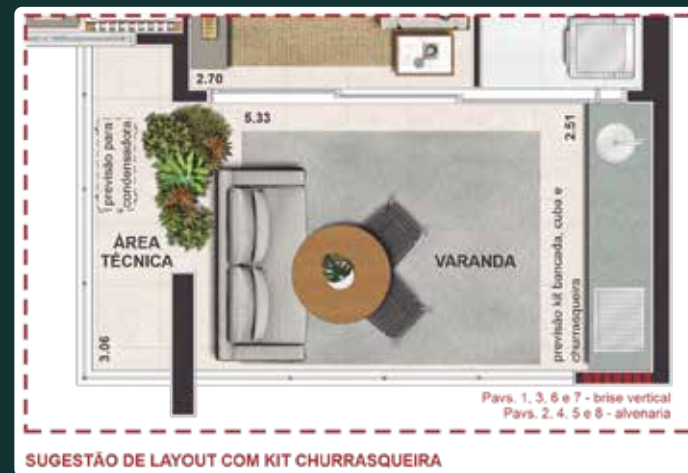 2.70
5.33
2.51
previsão para
condensadora
ÁREA
TÉCNICA
VARANDA
previsão kit bancada, cuba e
churrasqueira
3.06
Pavs. 1, 3, 6 e 7 - brise vertical
Pavs. 2, 4, 5 e 8 - alvenaria
SUGESTÃO DE LAYOUT COM KIT CHURRASQUEIRA